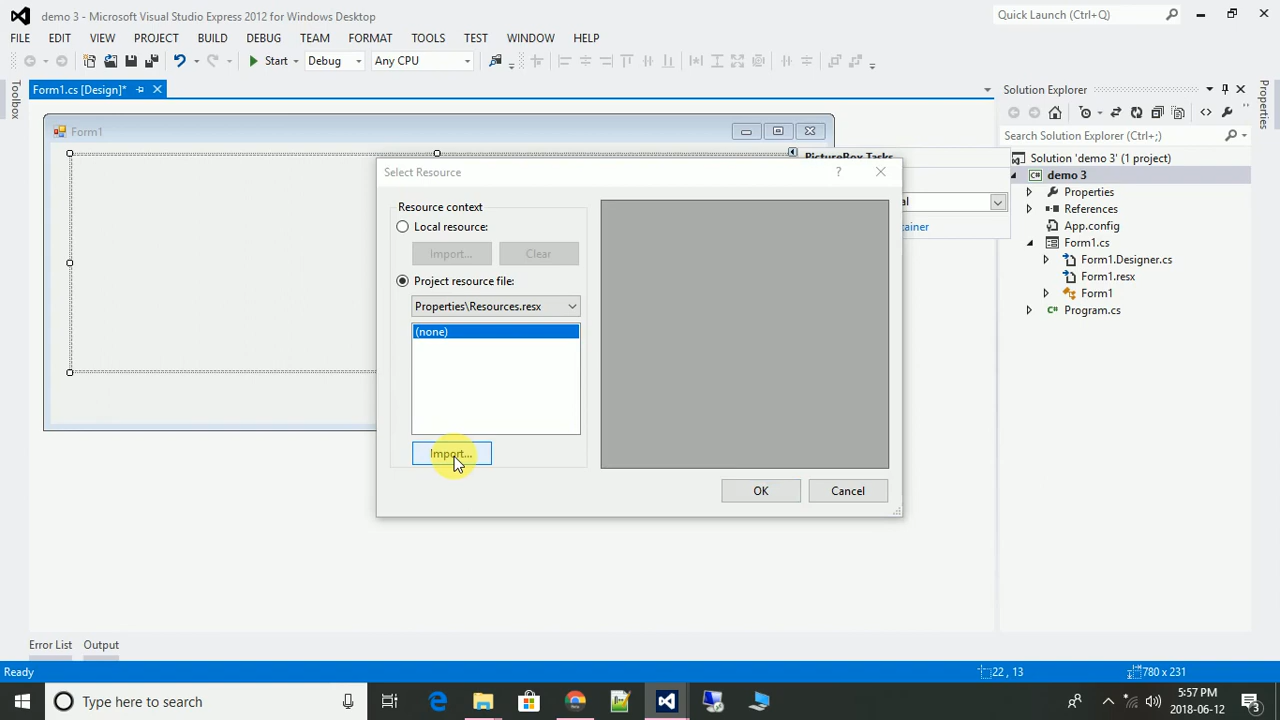 demo 3 - Microsoft Visual Studio Express 2012 for Windows Desktop
Quick Launch (Ctrl+Q)
FILE EDIT VIEW PROJECT BUILD DEBUG TEAM FORMAT TOOLS TEST WINDOW HELP
Start Debug Any CPU
Toolbox
Form1.cs [Design]*
Solution Explorer
Properties
Search Solution Explorer (Ctrl+;)
Form1
PictureBox Tasks
Select Resource
Resource context
Local resource:
Import... Clear
Project resource file:
Properties\Resources.resx
(none)
Import...
OK Cancel
al
tainer
Solution 'demo 3' (1 project)
demo 3
Properties
References
App.config
Form1.cs
Form1.Designer.cs
Form1.resx
Form1
Program.cs
Error List Output
Ready
22 , 13
780 x 231
Type here to search
5:57 PM
2018-06-12
3